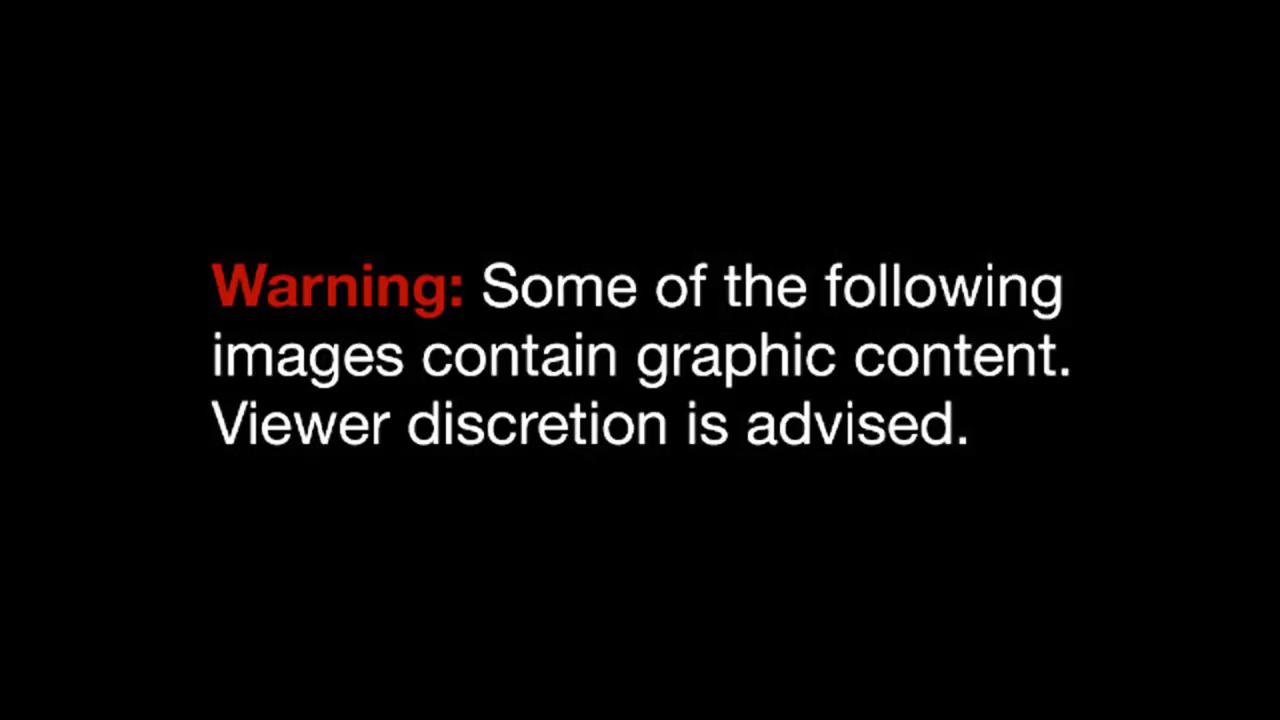 Warning: Some of the following
images contain graphic content.
Viewer discretion is advised.